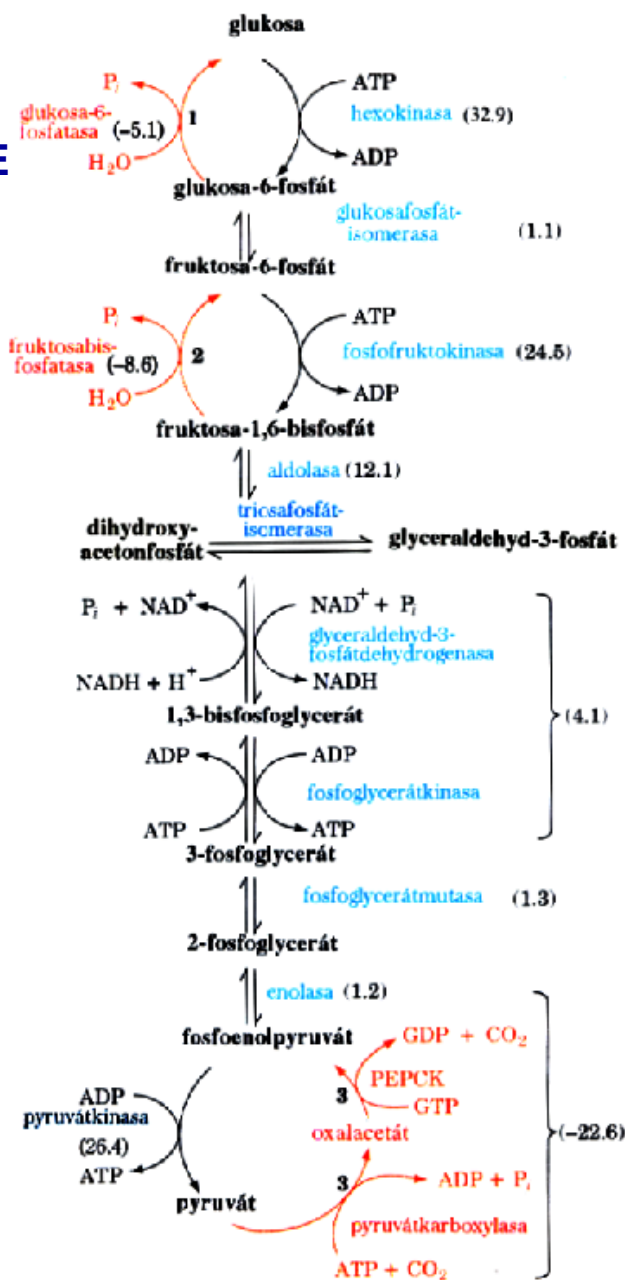 glukosa
Pi
ATP
glukosa-6-
fosfatasa (-5.1)
1
hexokinasa (32.9)
E
H2O
ADP
glukosa-6-fosfát
glukosafosfát-
isomerasa (1.1)
fruktosa-6-fosfát
Pi
ATP
fruktosabis-
fosfatasa (-8.6)
2
fosfofruktokinasa (24.5)
H2O
ADP
fruktosa-1,6-bisfosfát
aldolasa (12.1)
triosafosfát-
isomerasa
dihydroxy-
acetonfosfát
glyceraldehyd-3-fosfát
Pi + NAD+
NAD+ + Pi
glyceraldehyd-3-
fosfátdehydrogenasa
NADH + H+
NADH
1,3-bisfosfoglycerát
(4.1)
ADP
ADP
fosfoglycerátkinasa
ATP
ATP
3-fosfoglycerát
fosfoglycerátmutasa (1.3)
2-fosfoglycerát
enolasa (1.2)
fosfoenolpyruvát
GDP + CO2
ADP
PEPCK
3
GTP
pyruvátkinasa
(26.4)
oxalacetát
(-22.6)
ATP
3
ADP + Pi
pyruvát
pyruvátkarboxylasa
ATP + CO2